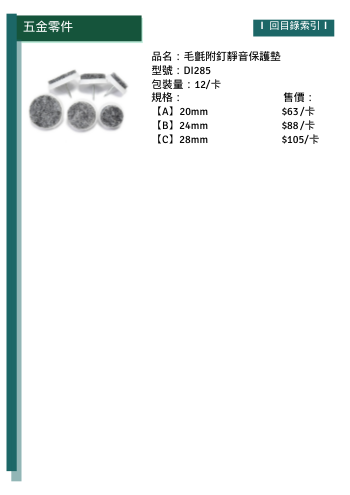 五金零件
I 回目錄索引 I
品名：毛氈附釘靜音保護墊
型號：DI285
包裝量：12/卡
規格： 售價：
【A】20mm $63/卡
【B】24mm $88/卡
【C】28mm $105/卡